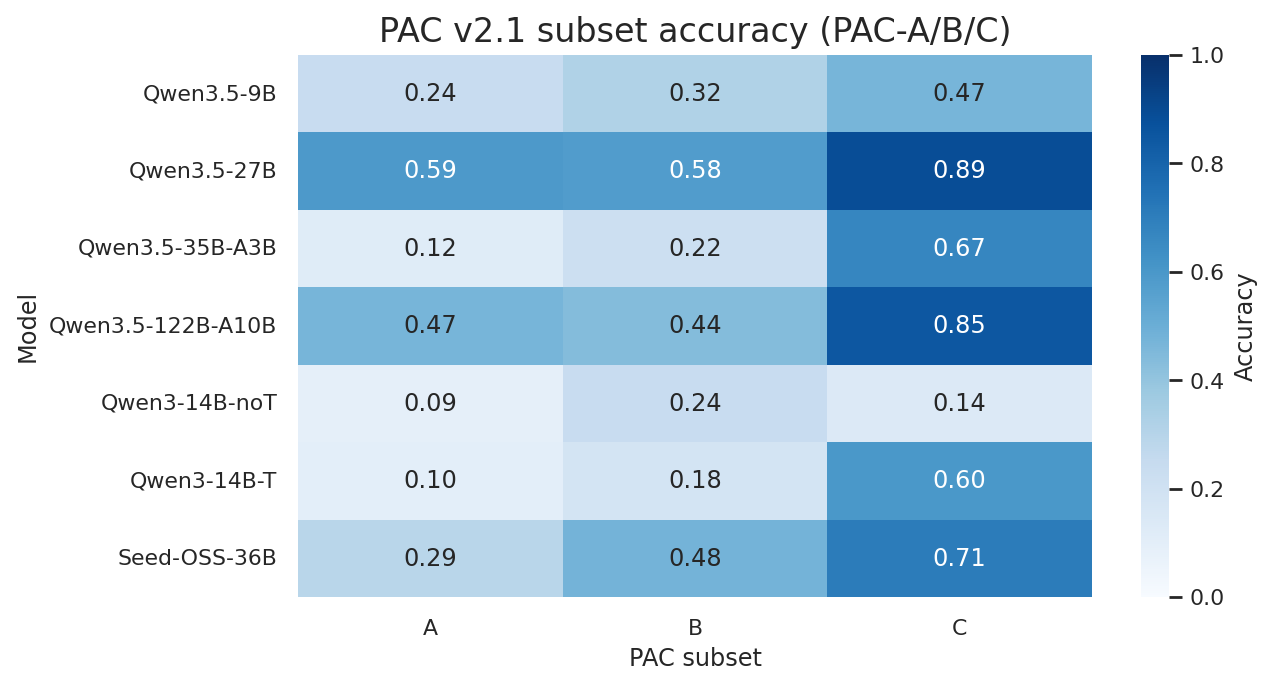 PAC v2.1 subset accuracy (PAC-A/B/C)
Qwen3.5-9B 0.24 0.32 0.47
Qwen3.5-27B 0.59 0.58 0.89
Qwen3.5-35B-A3B 0.12 0.22 0.67
Qwen3.5-122B-A10B 0.47 0.44 0.85
Qwen3-14B-noT 0.09 0.24 0.14
Qwen3-14B-T 0.10 0.18 0.60
Seed-OSS-36B 0.29 0.48 0.71
A B C
PAC subset
Model
1.0
0.8
0.6
0.4
0.2
0.0
Accuracy